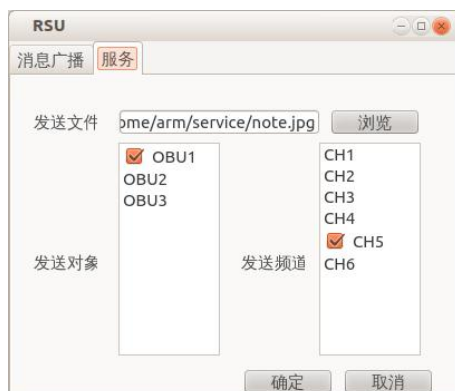 RSU
消息广播 服务
发送文件 ome/arm/service/note.jpg 浏览
发送对象
OBU1
OBU2
OBU3
发送频道
CH1
CH2
CH3
CH4
CH5
CH6
确定 取消